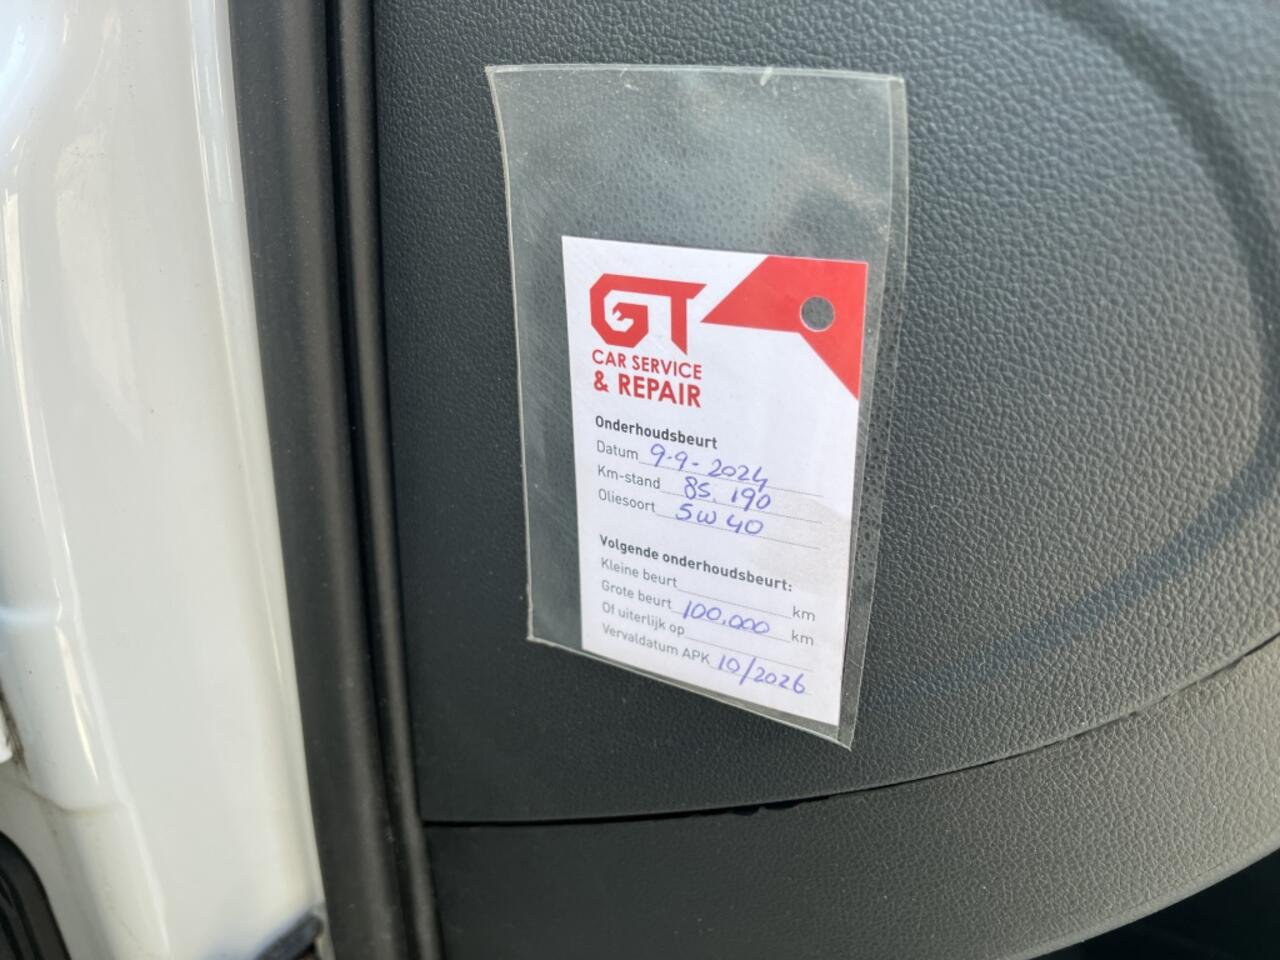 GT
CAR SERVICE
& REPAIR
Onderhoudsbeurt
Datum 9-9-2024
Km-stand 85.190
Oliesoort 5W40
Volgende onderhoudsbeurt:
Kleine beurt km
Grote beurt 100.000 km
Of uiterlijk op
Vervaldatum APK 10/2026